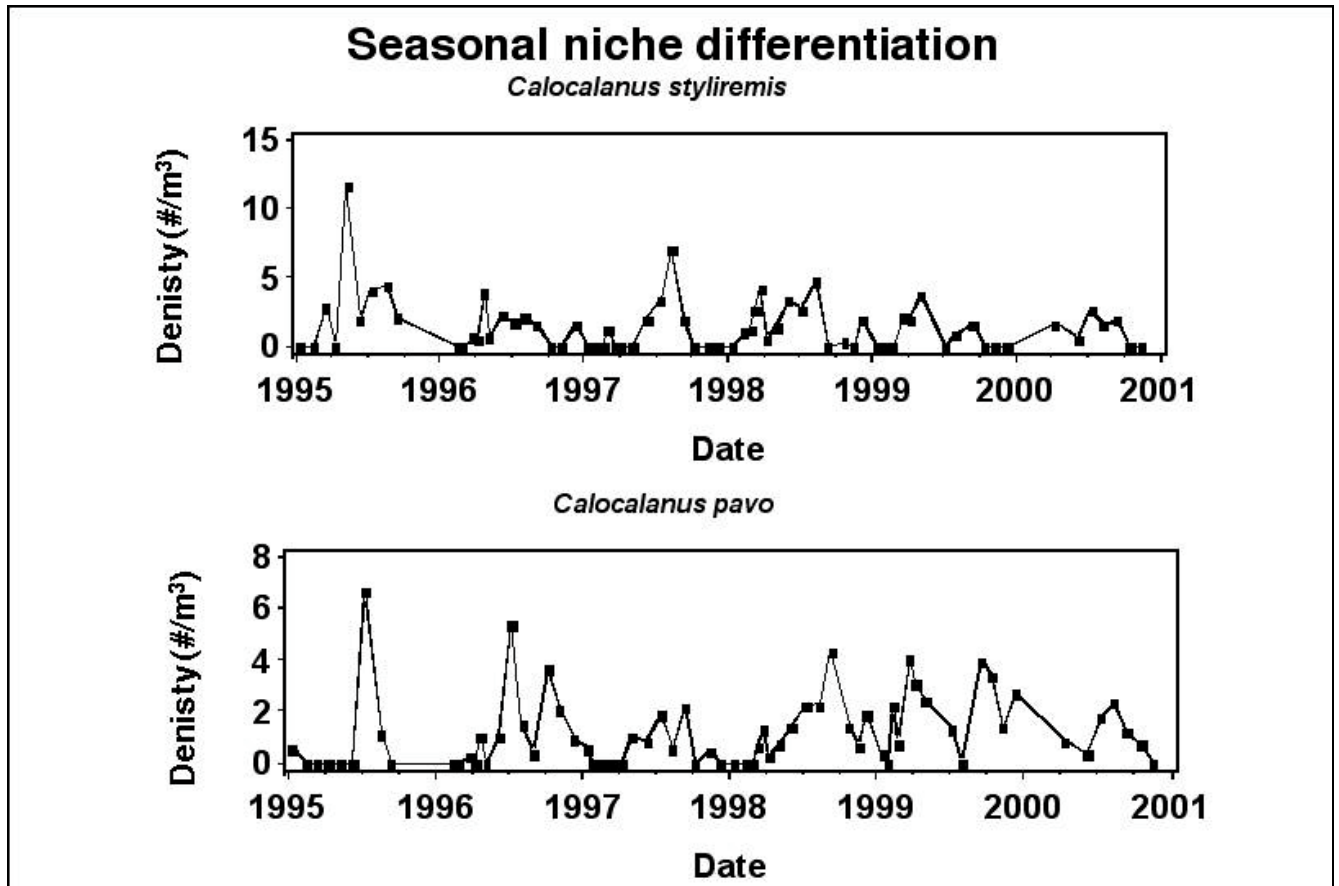 Seasonal niche differentiation
Calocalanus styliremis
Denisty (#/m³)
15
10
5
0
1995 1996 1997 1998 1999 2000 2001
Date
Calocalanus pavo
Denisty (#/m³)
8
6
4
2
0
1995 1996 1997 1998 1999 2000 2001
Date